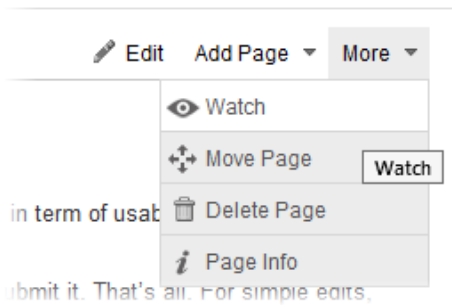 Edit Add Page More
Watch
Move Page
Watch
in term of usab
Delete Page
Page Info
ubmit it. That's all. For simple edits,